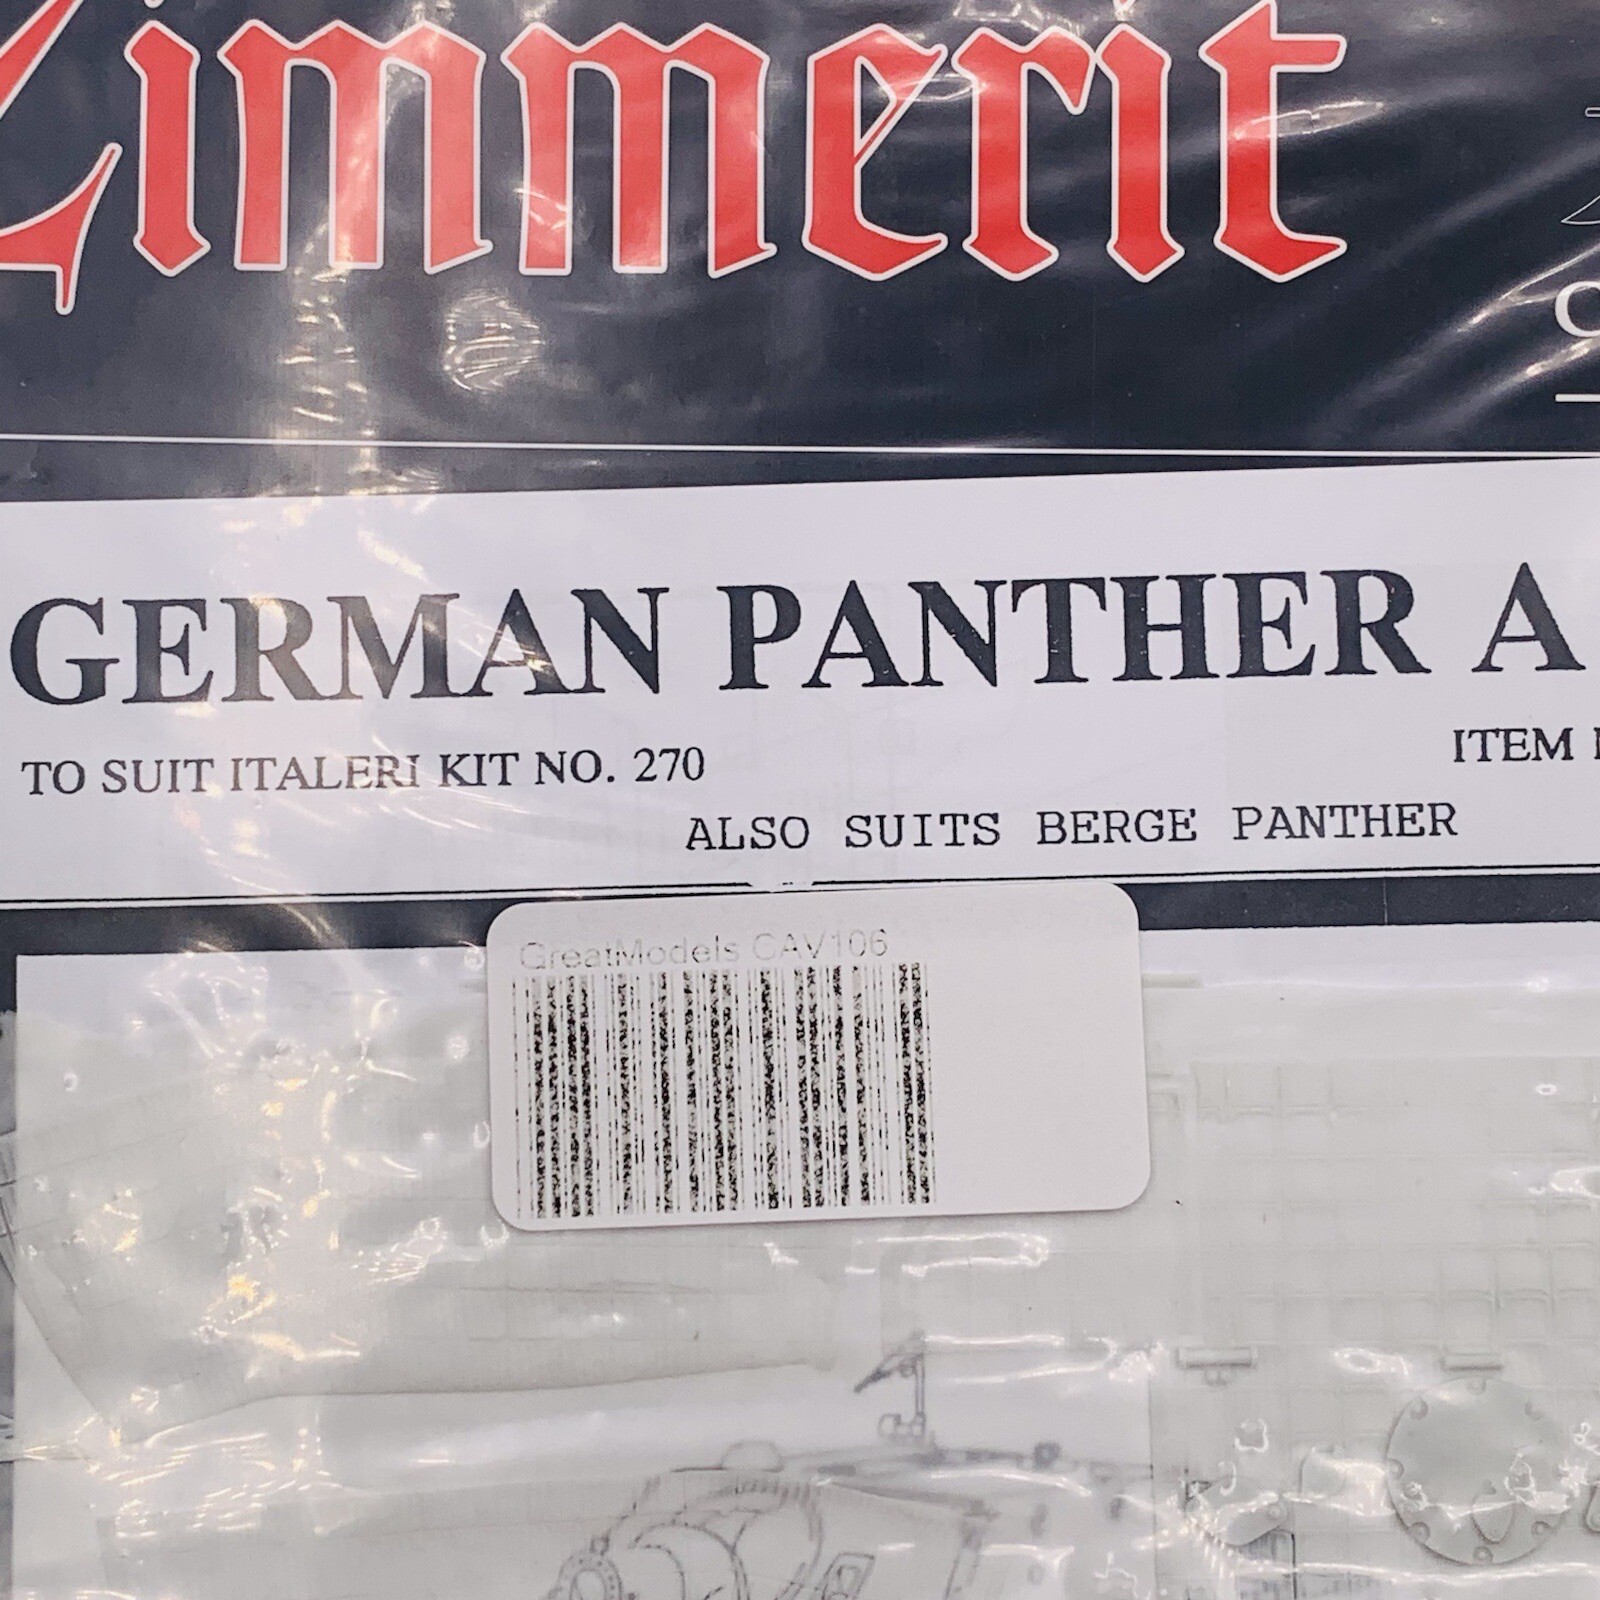 Zimmerit
GERMAN PANTHER A
TO SUIT ITALERI KIT NO. 270
ITEM
ALSO SUITS BERGE PANTHER
GreatModels CAV106